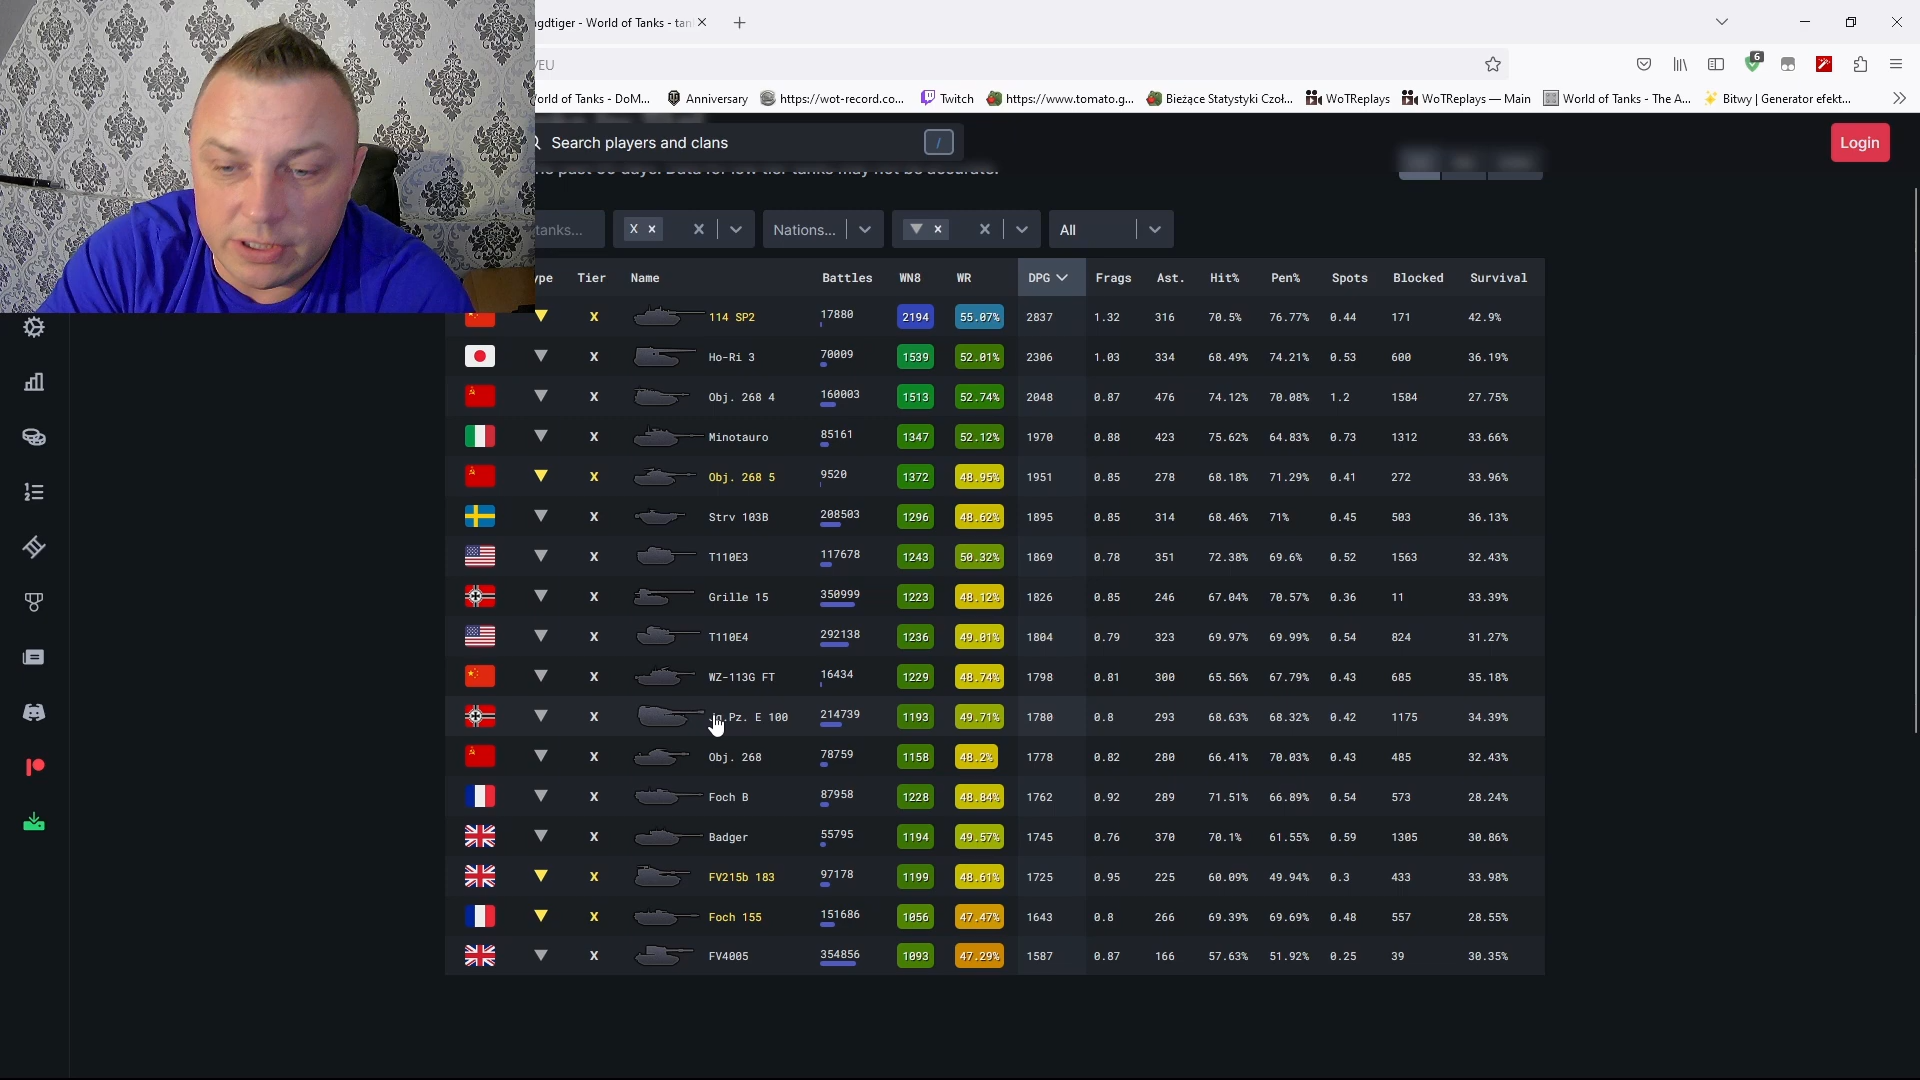 agdtiger - World of Tanks - tan
/EU
World of Tanks - DoM... Anniversary https://wot-record.co... Twitch https://www.tomato.g... Bieżące Statystyki Czoł... WoTReplays WoTReplays — Main World of Tanks - The A... Bitwy | Generator efekt...
Search players and clans / Login
past 30 days. Data for low tier tanks may not be accurate.
tanks... X Nations... All
ype Tier Name Battles WN8 WR DPG Frags Ast. Hit% Pen% Spots Blocked Survival
X 114 SP2 17880 2194 55.07% 2837 1.32 316 70.5% 76.77% 0.44 171 42.9%
X Ho-Ri 3 70009 1539 52.01% 2306 1.03 334 68.49% 74.21% 0.53 600 36.19%
X Obj. 268 4 160003 1513 52.74% 2048 0.87 476 74.12% 70.08% 1.2 1584 27.75%
X Minotauro 85161 1347 52.12% 1970 0.88 423 75.62% 64.83% 0.73 1312 33.66%
X Obj. 268 5 9520 1372 48.95% 1951 0.85 278 68.18% 71.29% 0.41 272 33.96%
X Strv 103B 208503 1296 48.62% 1895 0.85 314 68.46% 71% 0.45 503 36.13%
X T110E3 117678 1243 50.32% 1869 0.78 351 72.38% 69.6% 0.52 1563 32.43%
X Grille 15 350999 1223 48.12% 1826 0.85 246 67.04% 70.57% 0.36 11 33.39%
X T110E4 292138 1236 49.01% 1804 0.79 323 69.97% 69.99% 0.54 824 31.27%
X WZ-113G FT 16434 1229 48.74% 1798 0.81 300 65.56% 67.79% 0.43 685 35.18%
X Jg.Pz. E 100 214739 1193 49.71% 1780 0.8 293 68.63% 68.32% 0.42 1175 34.39%
X Obj. 268 78759 1158 48.2% 1778 0.82 280 66.41% 70.03% 0.43 485 32.43%
X Foch B 87958 1228 48.84% 1762 0.92 289 71.51% 66.89% 0.54 573 28.24%
X Badger 55795 1194 49.57% 1745 0.76 370 70.1% 61.55% 0.59 1305 30.86%
X FV215b 183 97178 1199 48.61% 1725 0.95 225 60.09% 49.94% 0.3 433 33.98%
X Foch 155 151686 1056 47.47% 1643 0.8 266 69.39% 69.69% 0.48 557 28.55%
X FV4005 354856 1093 47.29% 1587 0.87 166 57.63% 51.92% 0.25 39 30.35%